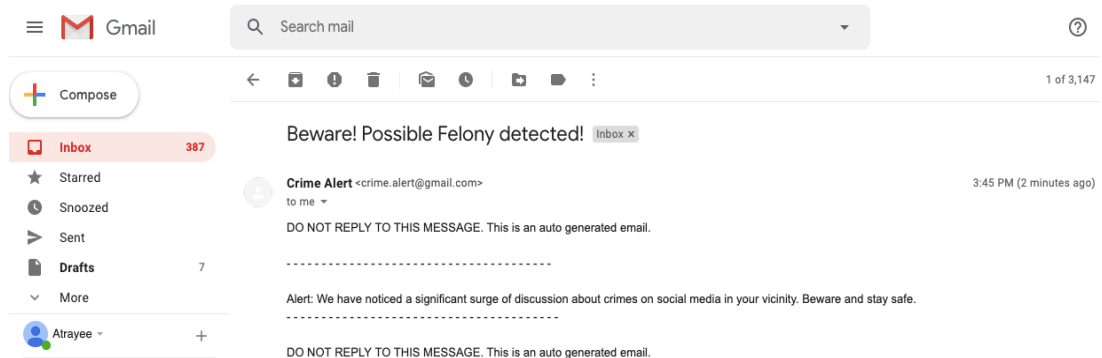 Gmail
Search mail
1 of 3,147
Compose
Beware! Possible Felony detected! Inbox x
Inbox 387
Starred
Crime Alert <crime.alert@gmail.com> 3:45 PM (2 minutes ago)
to me
Snoozed
DO NOT REPLY TO THIS MESSAGE. This is an auto generated email.
Sent
- - - - - - - - - - - - - - - - - - - - - - - - - - - - - - - - - - - - - -
Drafts 7
More
Alert: We have noticed a significant surge of discussion about crimes on social media in your vicinity. Beware and stay safe.
- - - - - - - - - - - - - - - - - - - - - - - - - - - - - - - - - - - - - - -
Atrayee
DO NOT REPLY TO THIS MESSAGE. This is an auto generated email.